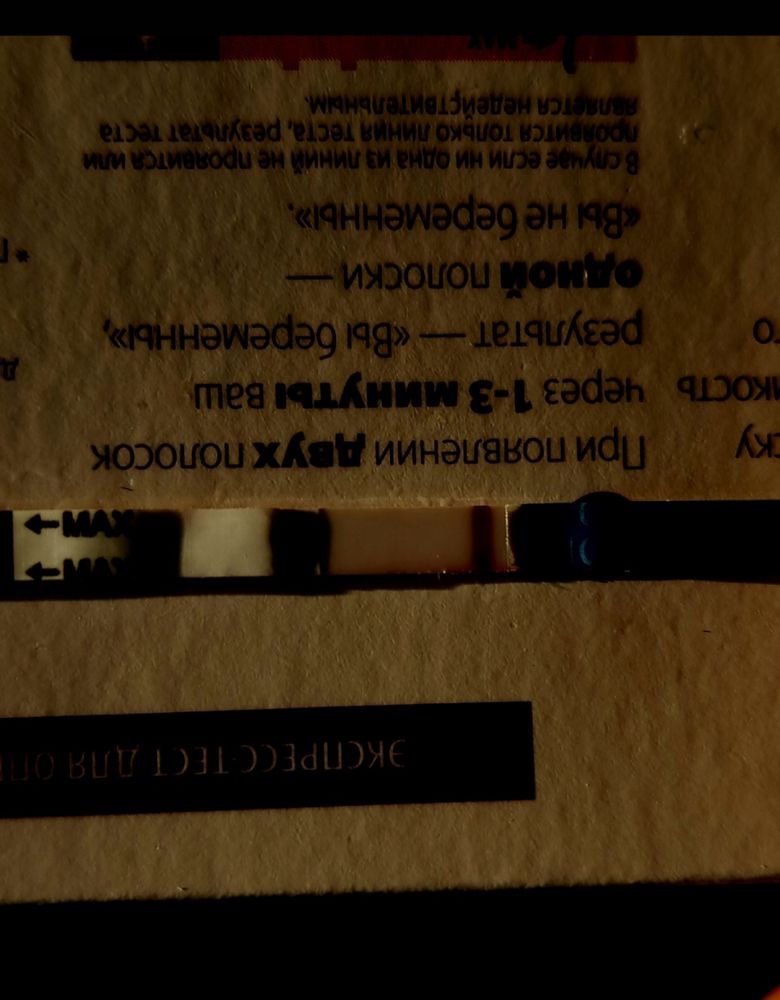 При появлении двух полосок
через 1-3 минуты ваш
результат — «Вы беременны»,
одной полоски —
«Вы не беременны».
В случае если ни одна из линий не проявится или
проявится только линия теста, результат теста
является недействительным.
MAX
MAX
ЭКСПРЕСС-ТЕСТ ДЛЯ